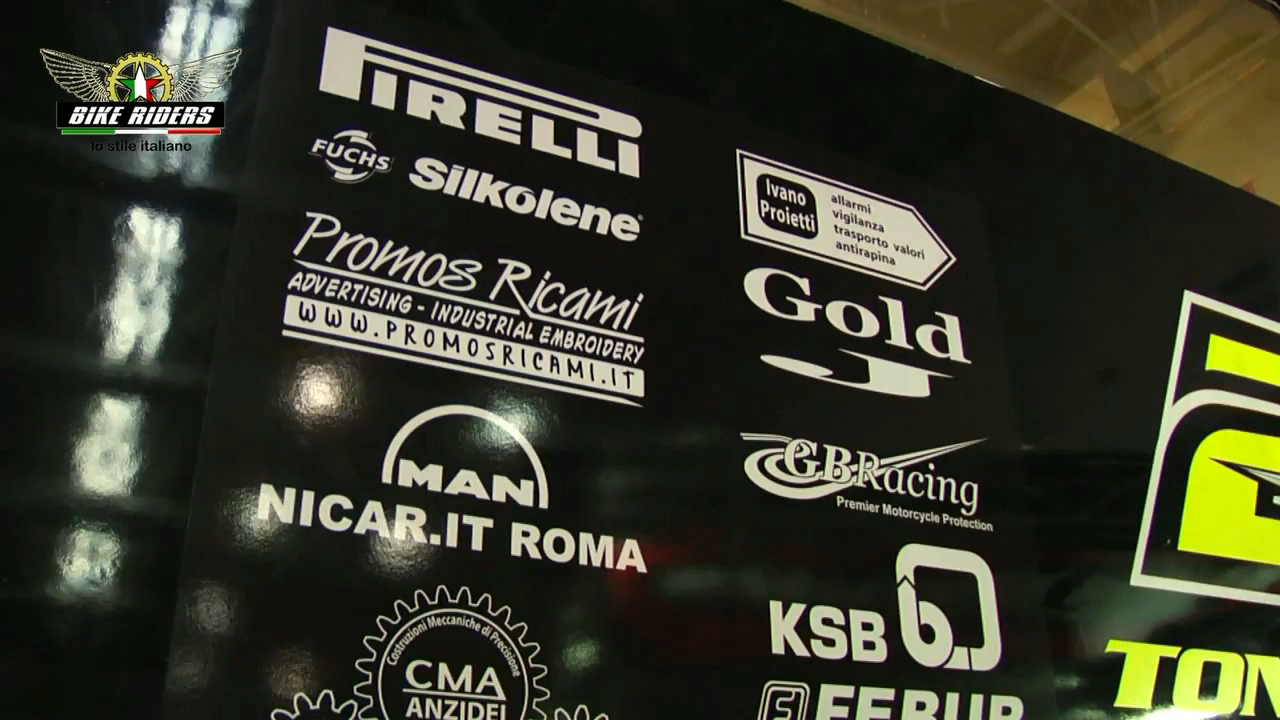 BIKE RIDERS
lo stile italiano
PIRELLI
FUCHS Silkolene
Promos Ricami
ADVERTISING - INDUSTRIAL EMBROIDERY
WWW.PROMOSRICAMI.IT
MAN
NICAR.IT ROMA
Costruzioni Meccaniche di Precisione
CMA
ANZIDEI
Ivano
Proietti
allarmi
vigilanza
trasporto valori
antirapina
Gold
GBRacing
Premier Motorcycle Protection
KSB
TON